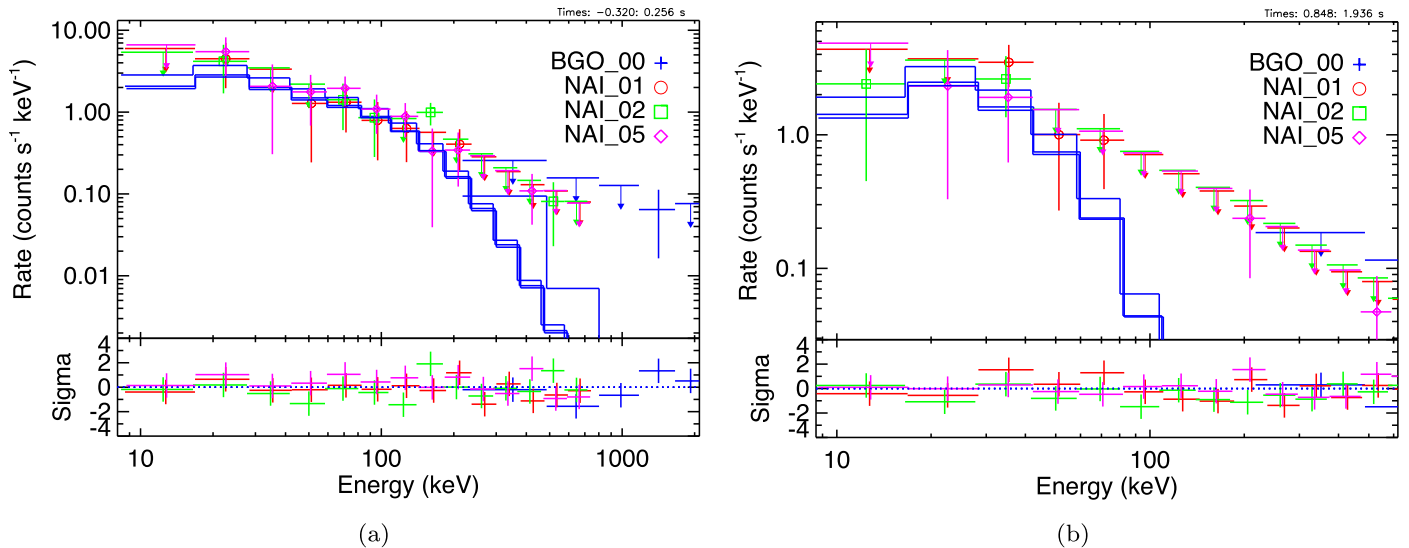 Times: -0.320: 0.256 s
10.00
1.00
0.10
0.01
Rate (counts s⁻¹ keV⁻¹)
BGO_00
NAI_01
NAI_02
NAI_05
4
2
0
-2
-4
Sigma
10 100 1000
Energy (keV)
(a)
Times: 0.848: 1.936 s
1.0
0.1
Rate (counts s⁻¹ keV⁻¹)
BGO_00
NAI_01
NAI_02
NAI_05
4
2
0
-2
-4
Sigma
10 100
Energy (keV)
(b)